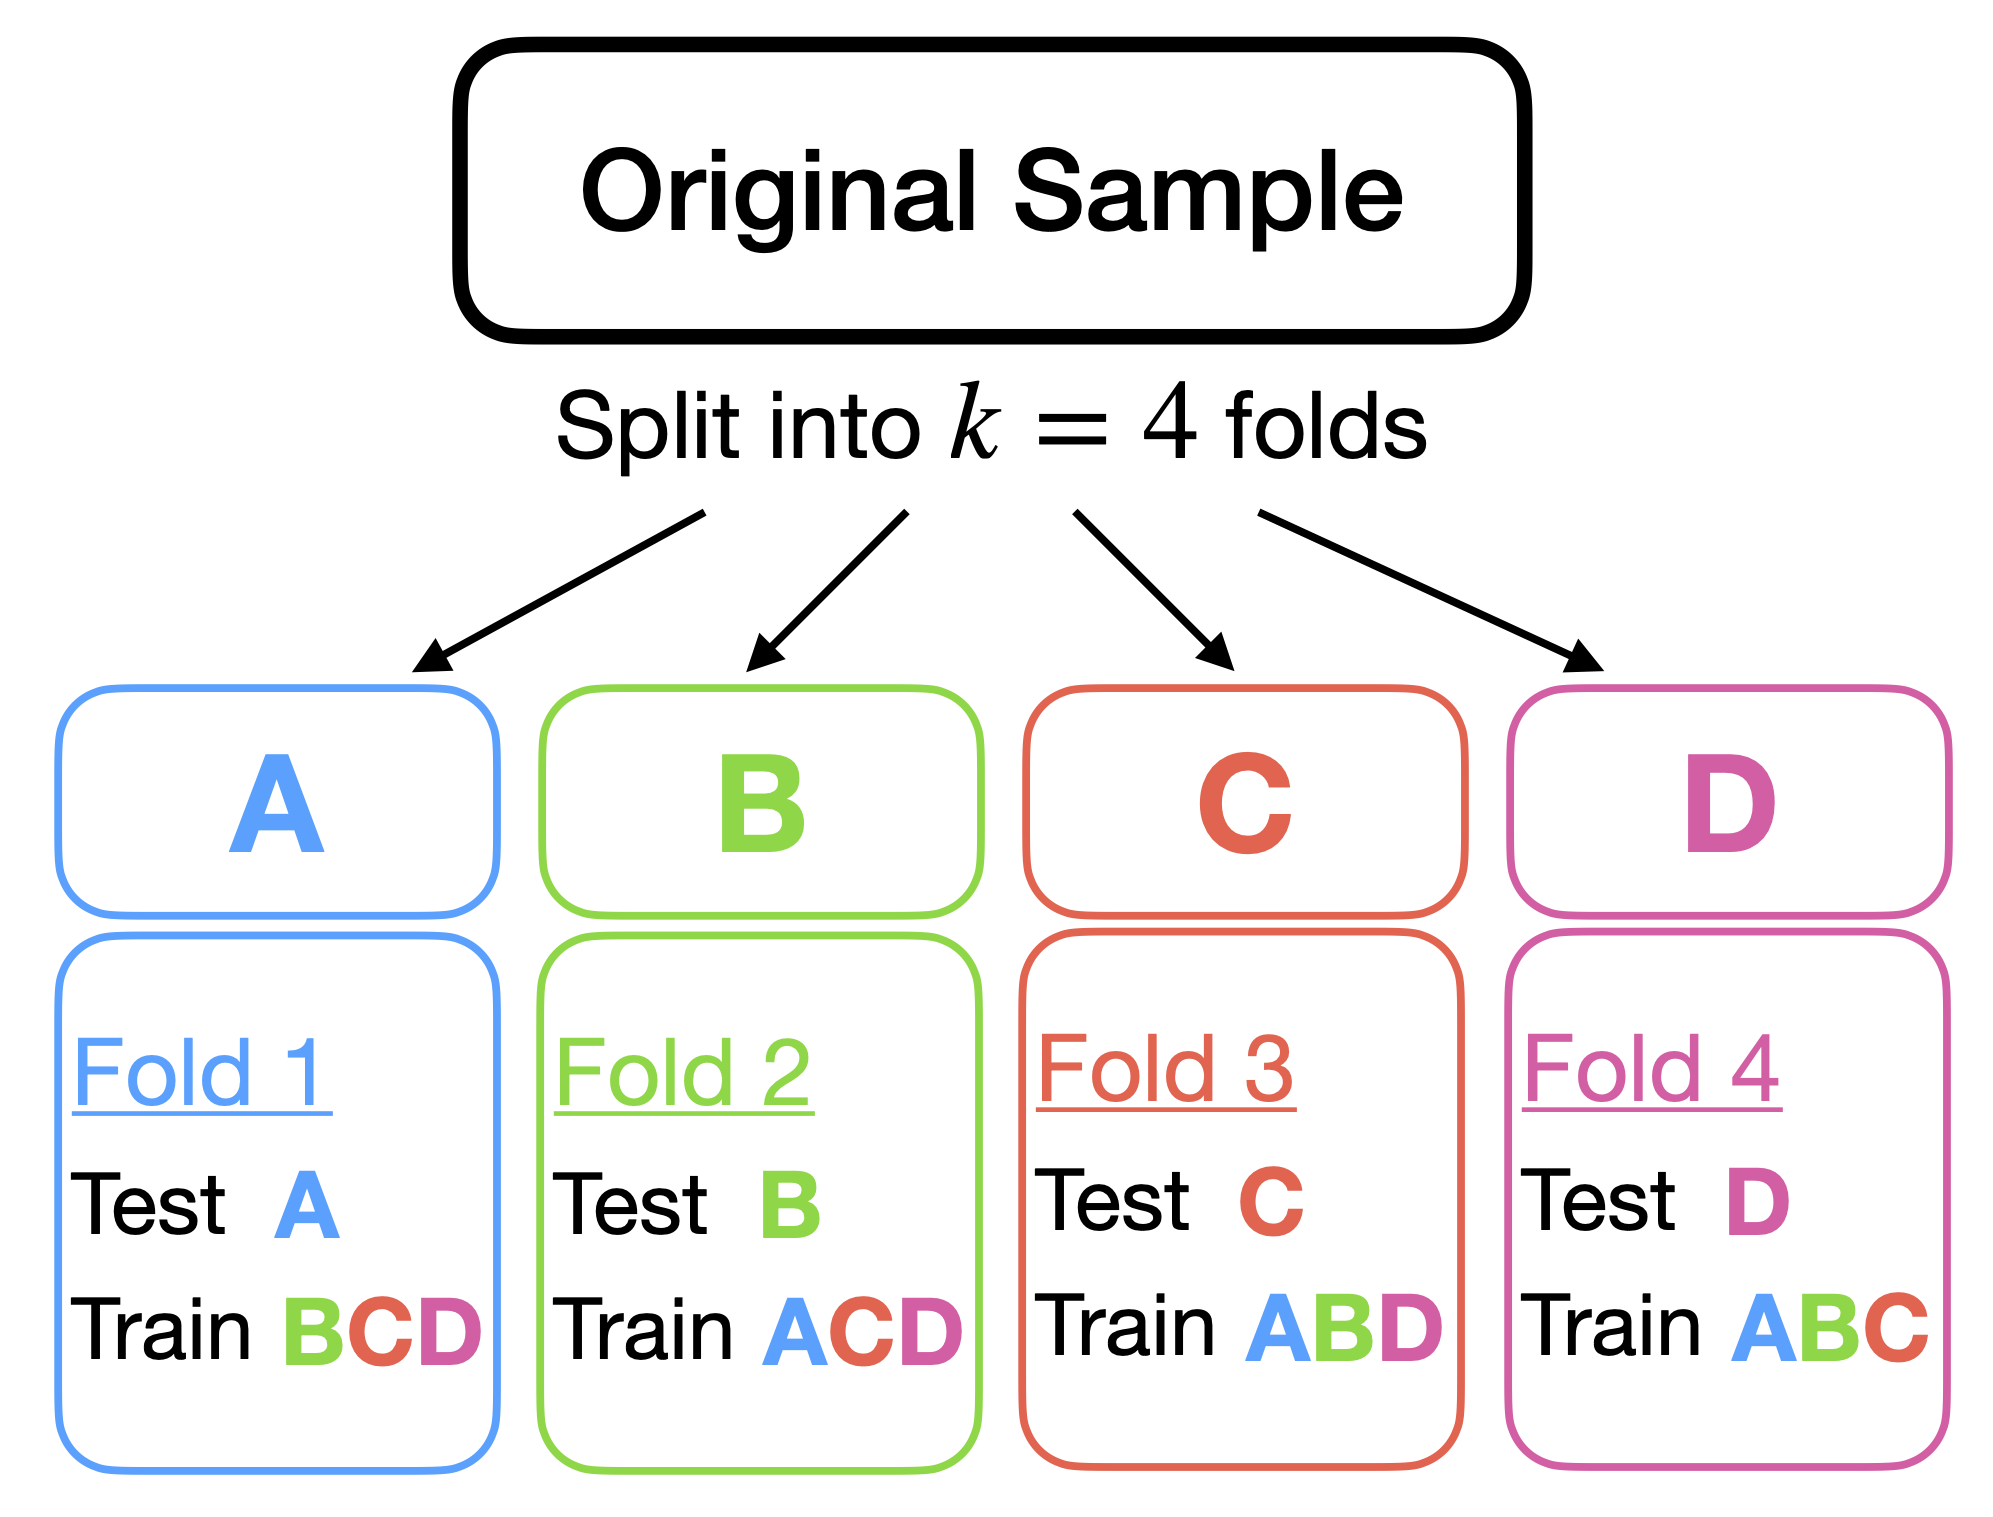 Original Sample
Split into k = 4 folds
A
B
C
D
Fold 1
Test A
Train BCD
Fold 2
Test B
Train ACD
Fold 3
Test C
Train ABD
Fold 4
Test D
Train ABC